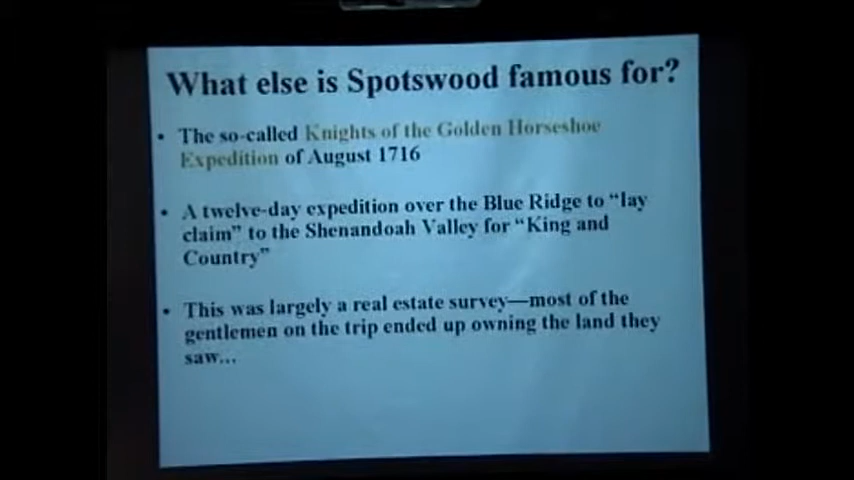 What else is Spotswood famous for?
• The so-called Knights of the Golden Horseshoe
Expedition of August 1716
• A twelve-day expedition over the Blue Ridge to “lay
claim” to the Shenandoah Valley for “King and
Country”
• This was largely a real estate survey—most of the
gentlemen on the trip ended up owning the land they
saw...